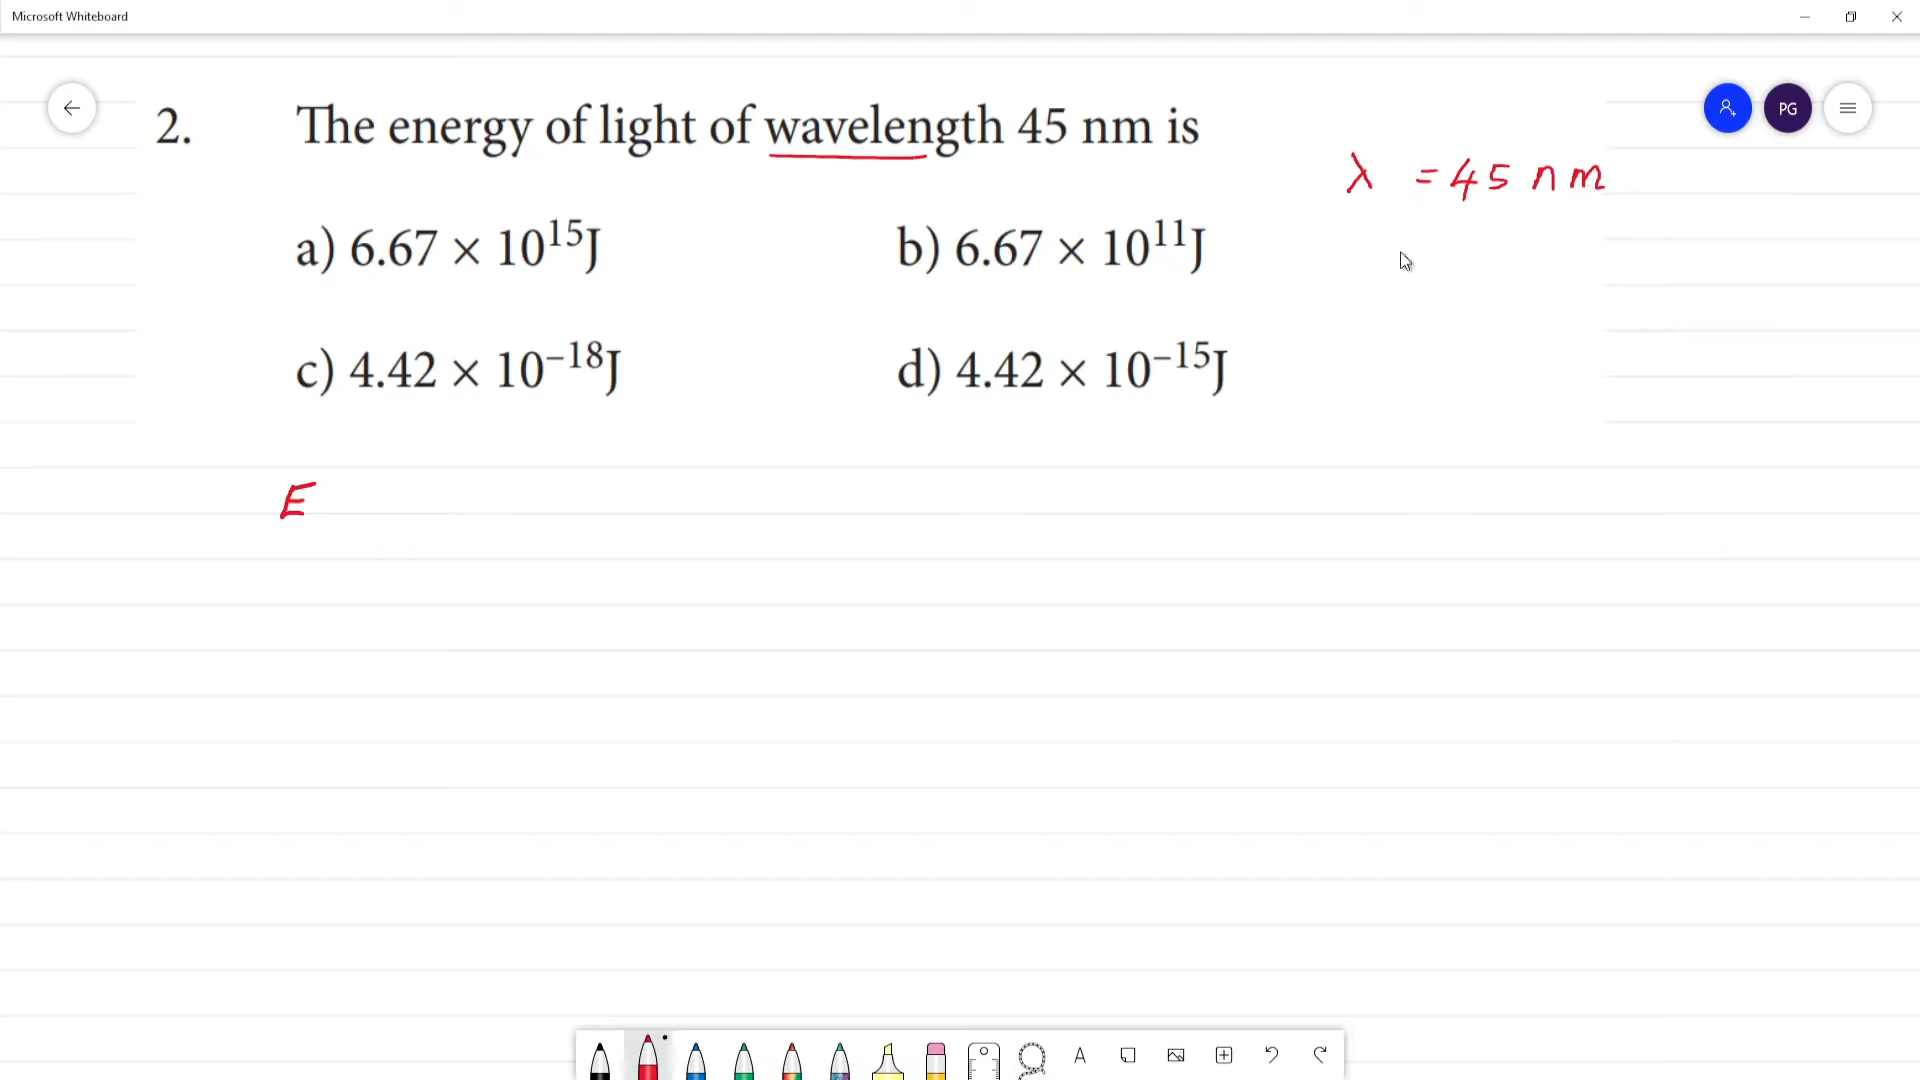 Microsoft Whiteboard
PG
2. The energy of light of wavelength 45 nm is
λ = 45 nm
a) 6.67 × 10¹⁵J b) 6.67 × 10¹¹J
c) 4.42 × 10⁻¹⁸J d) 4.42 × 10⁻¹⁵J
E
A